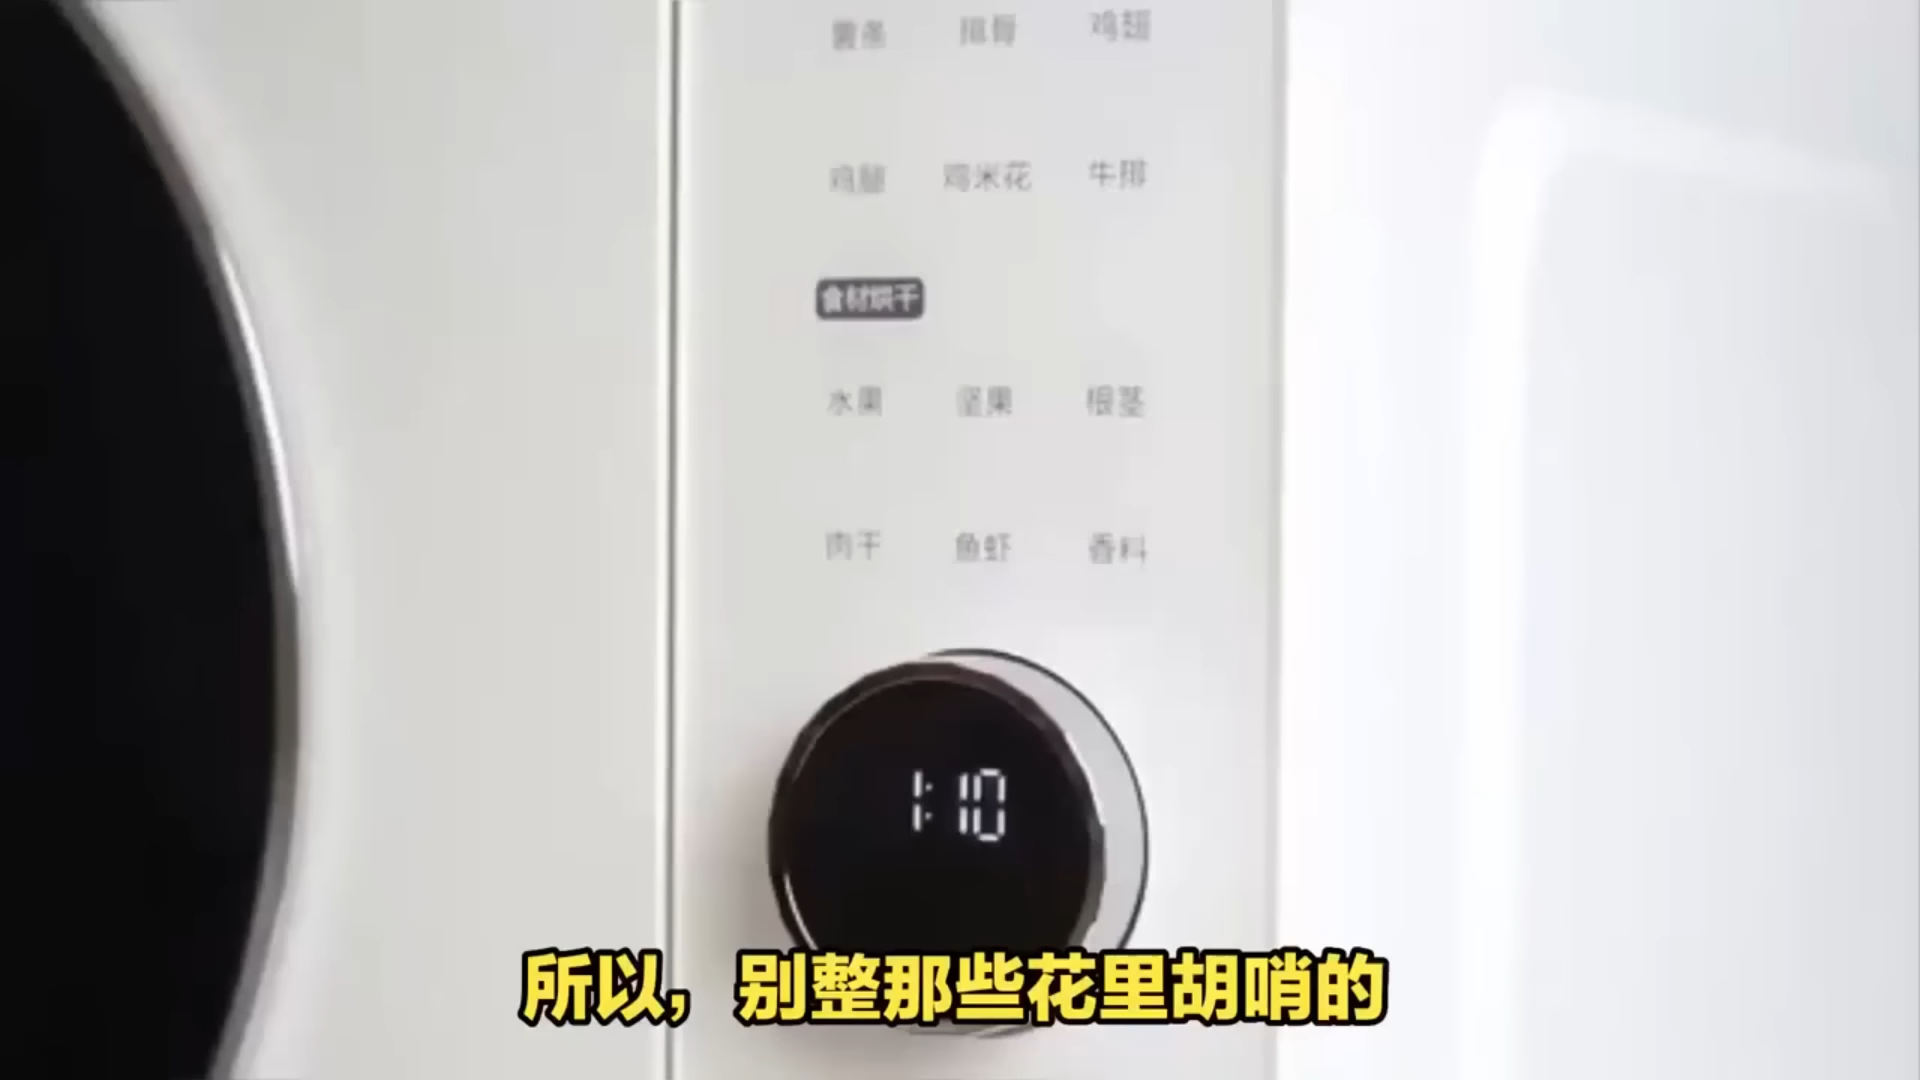 薯条 排骨 鸡翅
鸡腿 鸡米花 牛排
食材烘干
水果 坚果 根茎
肉干 鱼虾 香料
1:10
所以，别整那些花里胡哨的